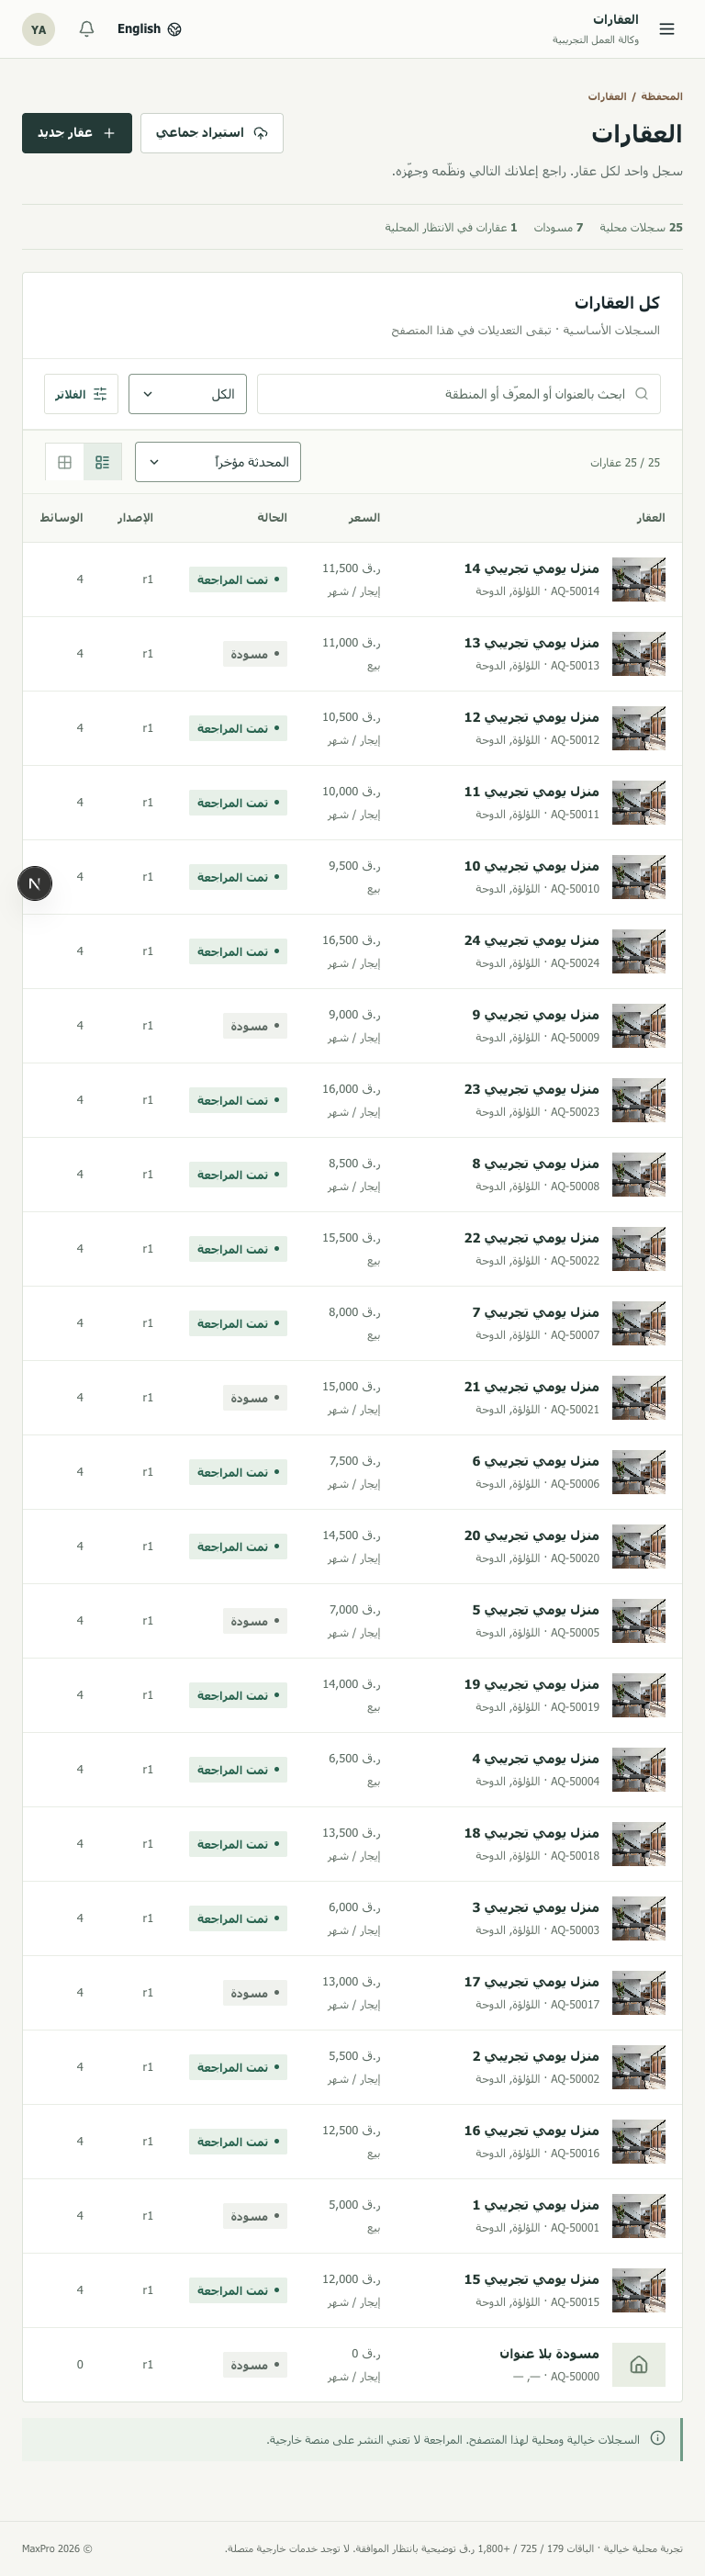 العقارات
وكالة العمل التجريبية
English
YA
المحفظة / العقارات
العقارات
استيراد جماعي
عقار جديد
سجل واحد لكل عقار. راجع إعلانك التالي ونظّمه وجهّزه.
25 سجلات محلية 7 مسودات 1 عقارات في الانتظار المحلية
كل العقارات
السجلات الأساسية · تبقى التعديلات في هذا المتصفح
ابحث بالعنوان أو المعرّف أو المنطقة
الكل
الفلاتر
25 / 25 عقارات
المحدثة مؤخراً
العقار السعر الحالة الإصدار الوسائط
منزل يومي تجريبي 14 ر.ق 11,500 تمت المراجعة r1 4
AQ-50014 · اللؤلؤة, الدوحة إيجار / شهر
منزل يومي تجريبي 13 ر.ق 11,000 مسودة r1 4
AQ-50013 · اللؤلؤة, الدوحة بيع
منزل يومي تجريبي 12 ر.ق 10,500 تمت المراجعة r1 4
AQ-50012 · اللؤلؤة, الدوحة إيجار / شهر
منزل يومي تجريبي 11 ر.ق 10,000 تمت المراجعة r1 4
AQ-50011 · اللؤلؤة, الدوحة إيجار / شهر
منزل يومي تجريبي 10 ر.ق 9,500 تمت المراجعة r1 4
AQ-50010 · اللؤلؤة, الدوحة بيع
منزل يومي تجريبي 24 ر.ق 16,500 تمت المراجعة r1 4
AQ-50024 · اللؤلؤة, الدوحة إيجار / شهر
منزل يومي تجريبي 9 ر.ق 9,000 مسودة r1 4
AQ-50009 · اللؤلؤة, الدوحة إيجار / شهر
منزل يومي تجريبي 23 ر.ق 16,000 تمت المراجعة r1 4
AQ-50023 · اللؤلؤة, الدوحة إيجار / شهر
منزل يومي تجريبي 8 ر.ق 8,500 تمت المراجعة r1 4
AQ-50008 · اللؤلؤة, الدوحة إيجار / شهر
منزل يومي تجريبي 22 ر.ق 15,500 تمت المراجعة r1 4
AQ-50022 · اللؤلؤة, الدوحة بيع
منزل يومي تجريبي 7 ر.ق 8,000 تمت المراجعة r1 4
AQ-50007 · اللؤلؤة, الدوحة بيع
منزل يومي تجريبي 21 ر.ق 15,000 مسودة r1 4
AQ-50021 · اللؤلؤة, الدوحة إيجار / شهر
منزل يومي تجريبي 6 ر.ق 7,500 تمت المراجعة r1 4
AQ-50006 · اللؤلؤة, الدوحة إيجار / شهر
منزل يومي تجريبي 20 ر.ق 14,500 تمت المراجعة r1 4
AQ-50020 · اللؤلؤة, الدوحة إيجار / شهر
منزل يومي تجريبي 5 ر.ق 7,000 مسودة r1 4
AQ-50005 · اللؤلؤة, الدوحة إيجار / شهر
منزل يومي تجريبي 19 ر.ق 14,000 تمت المراجعة r1 4
AQ-50019 · اللؤلؤة, الدوحة بيع
منزل يومي تجريبي 4 ر.ق 6,500 تمت المراجعة r1 4
AQ-50004 · اللؤلؤة, الدوحة بيع
منزل يومي تجريبي 18 ر.ق 13,500 تمت المراجعة r1 4
AQ-50018 · اللؤلؤة, الدوحة إيجار / شهر
منزل يومي تجريبي 3 ر.ق 6,000 تمت المراجعة r1 4
AQ-50003 · اللؤلؤة, الدوحة إيجار / شهر
منزل يومي تجريبي 17 ر.ق 13,000 مسودة r1 4
AQ-50017 · اللؤلؤة, الدوحة إيجار / شهر
منزل يومي تجريبي 2 ر.ق 5,500 تمت المراجعة r1 4
AQ-50002 · اللؤلؤة, الدوحة إيجار / شهر
منزل يومي تجريبي 16 ر.ق 12,500 تمت المراجعة r1 4
AQ-50016 · اللؤلؤة, الدوحة بيع
منزل يومي تجريبي 1 ر.ق 5,000 مسودة r1 4
AQ-50001 · اللؤلؤة, الدوحة بيع
منزل يومي تجريبي 15 ر.ق 12,000 تمت المراجعة r1 4
AQ-50015 · اللؤلؤة, الدوحة إيجار / شهر
مسودة بلا عنوان ر.ق 0 مسودة r1 0
AQ-50000 · —, — إيجار / شهر
السجلات خيالية ومحلية لهذا المتصفح. المراجعة لا تعني النشر على منصة خارجية.
تجربة محلية خيالية · الباقات 179 / 725 / +1,800 ر.ق توضيحية بانتظار الموافقة. لا توجد خدمات خارجية متصلة.
© 2026 MaxPro